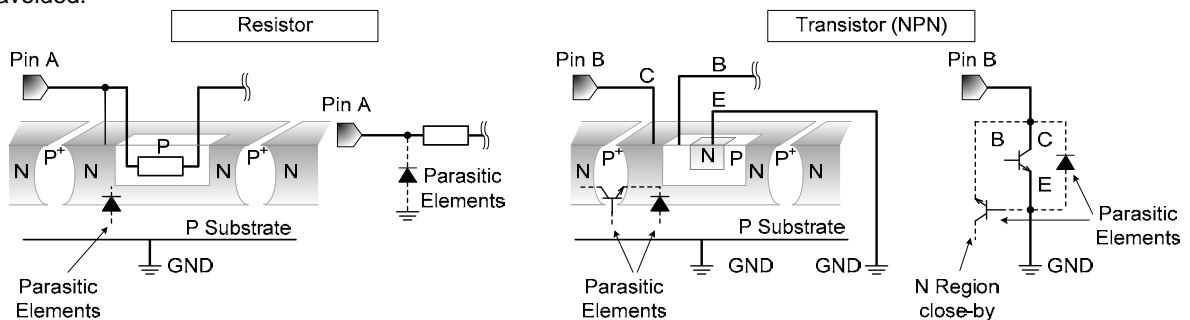 avoided.
Resistor
Transistor (NPN)
Pin A
Pin A
N
P+
N
P
N
P+
N
Parasitic
Elements
P Substrate
GND
Parasitic
Elements
Pin B
C
B
E
N
P+
N
N
P
N
P+
N
P Substrate
GND
GND
Parasitic
Elements
Pin B
B
C
E
Parasitic
Elements
GND
N Region
close-by